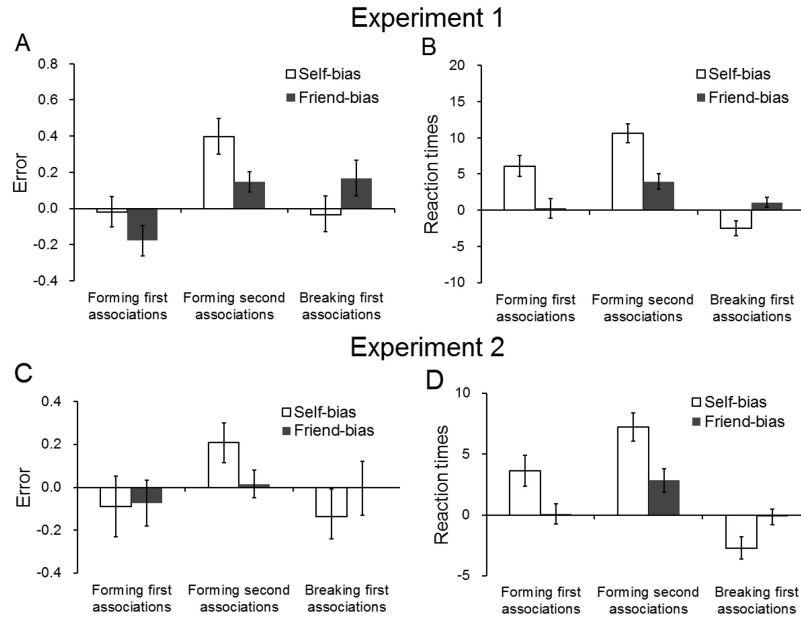 Experiment 1
A
Self-bias
Friend-bias
Error
0.8
0.6
0.4
0.2
0.0
-0.2
-0.4
Forming first associations
Forming second associations
Breaking first associations
B
Self-bias
Friend-bias
Reaction times
20
15
10
5
0
-5
-10
Forming first associations
Forming second associations
Breaking first associations
Experiment 2
C
Self-bias
Friend-bias
Error
0.4
0.2
0.0
-0.2
-0.4
Forming first associations
Forming second associations
Breaking first associations
D
Self-bias
Friend-bias
Reaction times
10
5
0
-5
Forming first associations
Forming second associations
Breaking first associations